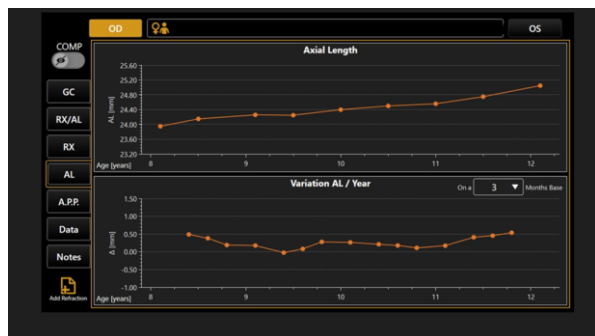 OD
OS
COMP
GC
RX/AL
RX
AL
A.P.P.
Data
Notes
Add Refraction
Axial Length
25.60
25.20
24.80
24.40
24.00
23.60
23.20
AL [mm]
Age [years]
8
9
10
11
12
Variation AL / Year
On a 3 Months Base
1.50
1.00
0.50
0.00
-0.50
-1.00
Δ [mm]
Age [years]
8
9
10
11
12